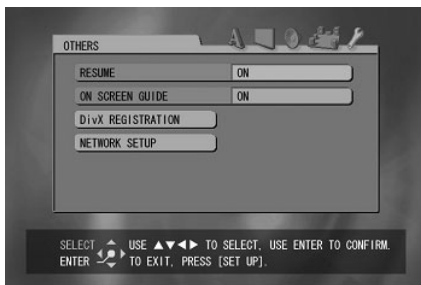 OTHERS
RESUME ON
ON SCREEN GUIDE ON
DivX REGISTRATION
NETWORK SETUP
SELECT USE ▲▼◀▶ TO SELECT, USE ENTER TO CONFIRM.
ENTER TO EXIT, PRESS [SET UP].